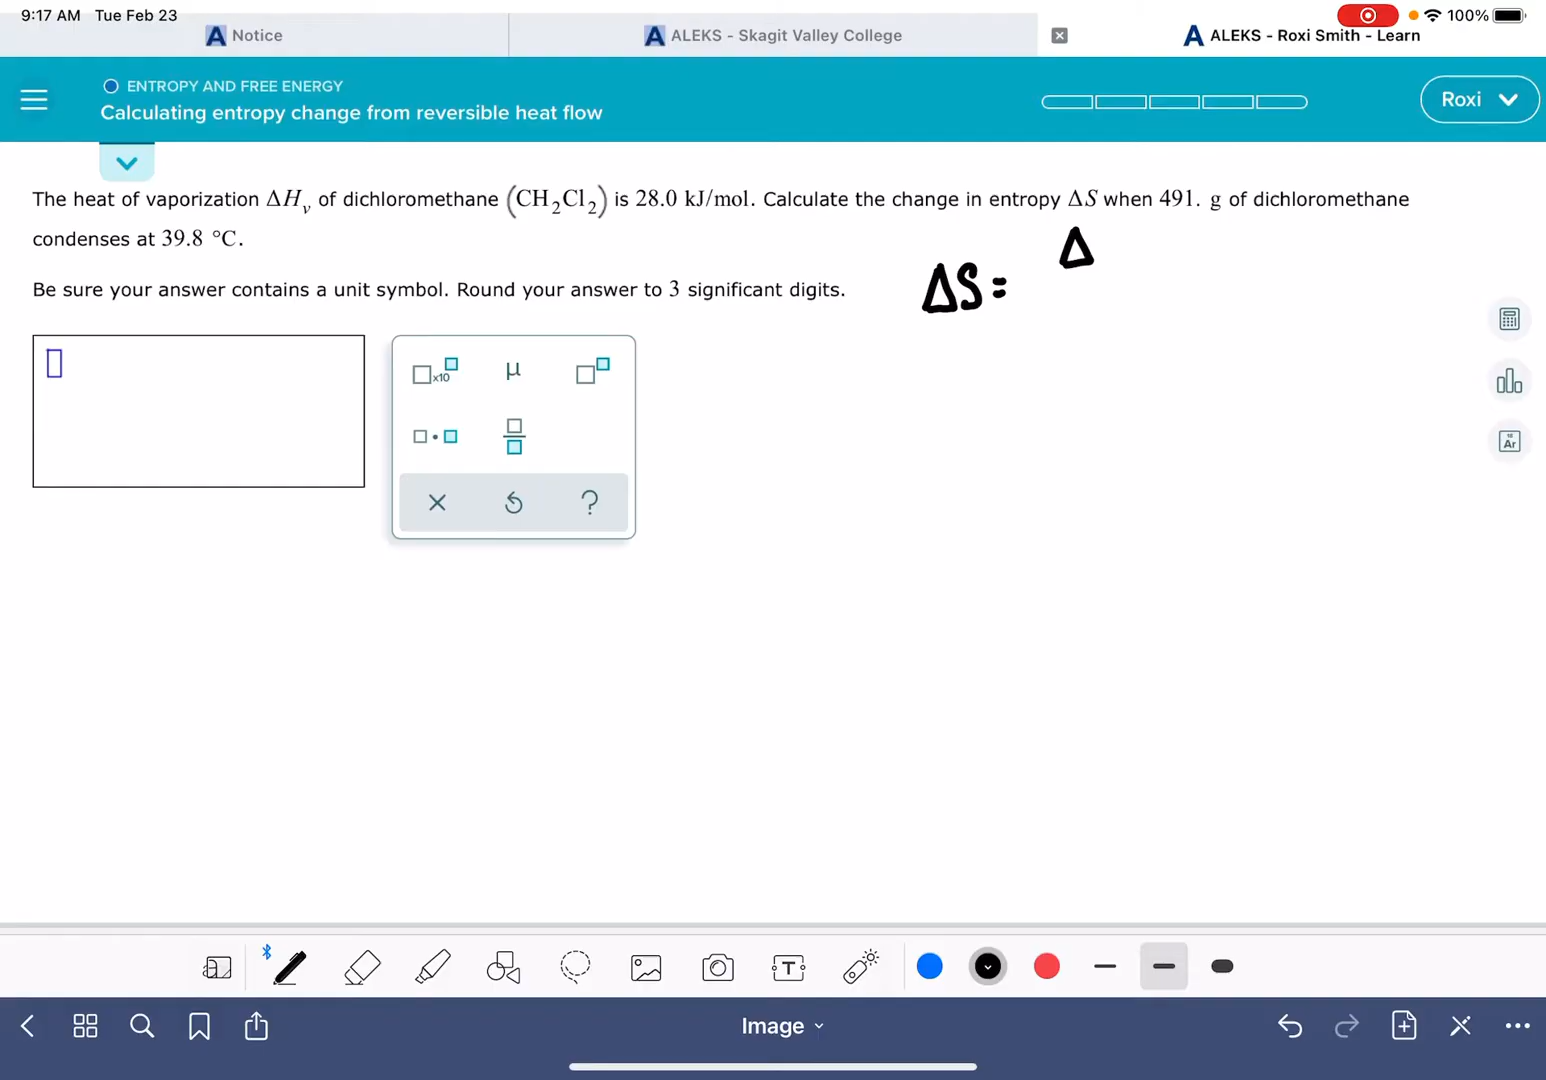 9:17 AM Tue Feb 23
100%
A Notice
A ALEKS - Skagit Valley College
A ALEKS - Roxi Smith - Learn
ENTROPY AND FREE ENERGY
Calculating entropy change from reversible heat flow
Roxi
The heat of vaporization ΔHᵥ of dichloromethane (CH₂Cl₂) is 28.0 kJ/mol. Calculate the change in entropy ΔS when 491. g of dichloromethane
condenses at 39.8 °C.
Δ
Be sure your answer contains a unit symbol. Round your answer to 3 significant digits.
ΔS=
x10
μ
?
18
Ar
a
T
Image